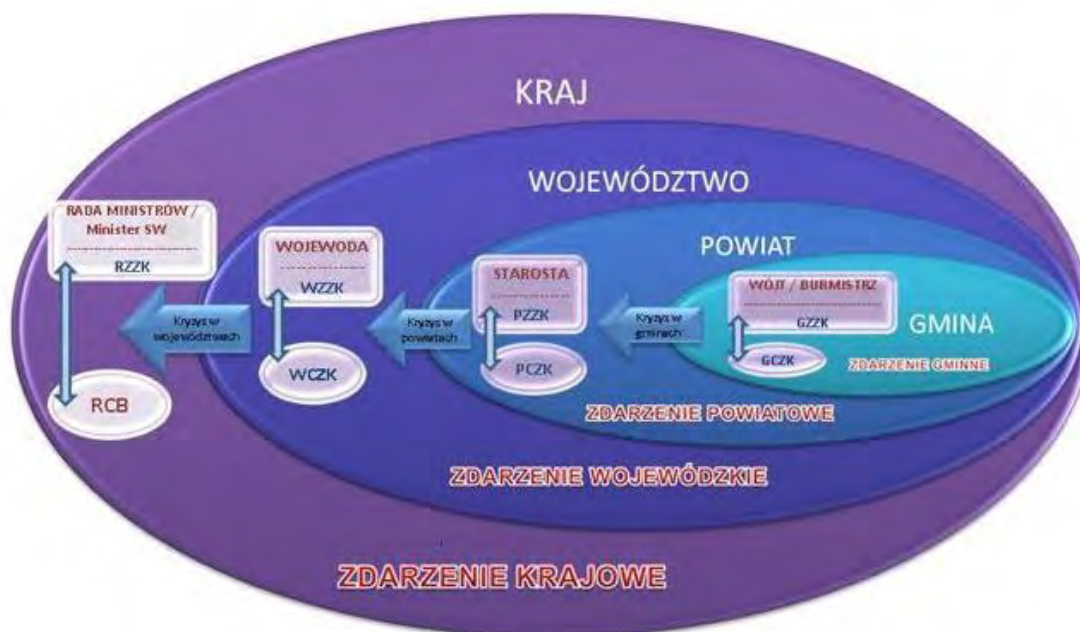 KRAJ
WOJEWÓDZTWO
POWIAT
GMINA
RADA MINISTRÓW /
Minister SW
RZZK
RCB
Kryzys w
województwach
WOJEWODA
WZZK
WCZK
Kryzys w
powiatach
STAROSTA
PZZK
PCZK
Kryzys w
gminach
WÓJT / BURMISTRZ
GZZK
GCZK
ZDARZENIE GMINNE
ZDARZENIE POWIATOWE
ZDARZENIE WOJEWÓDZKIE
ZDARZENIE KRAJOWE